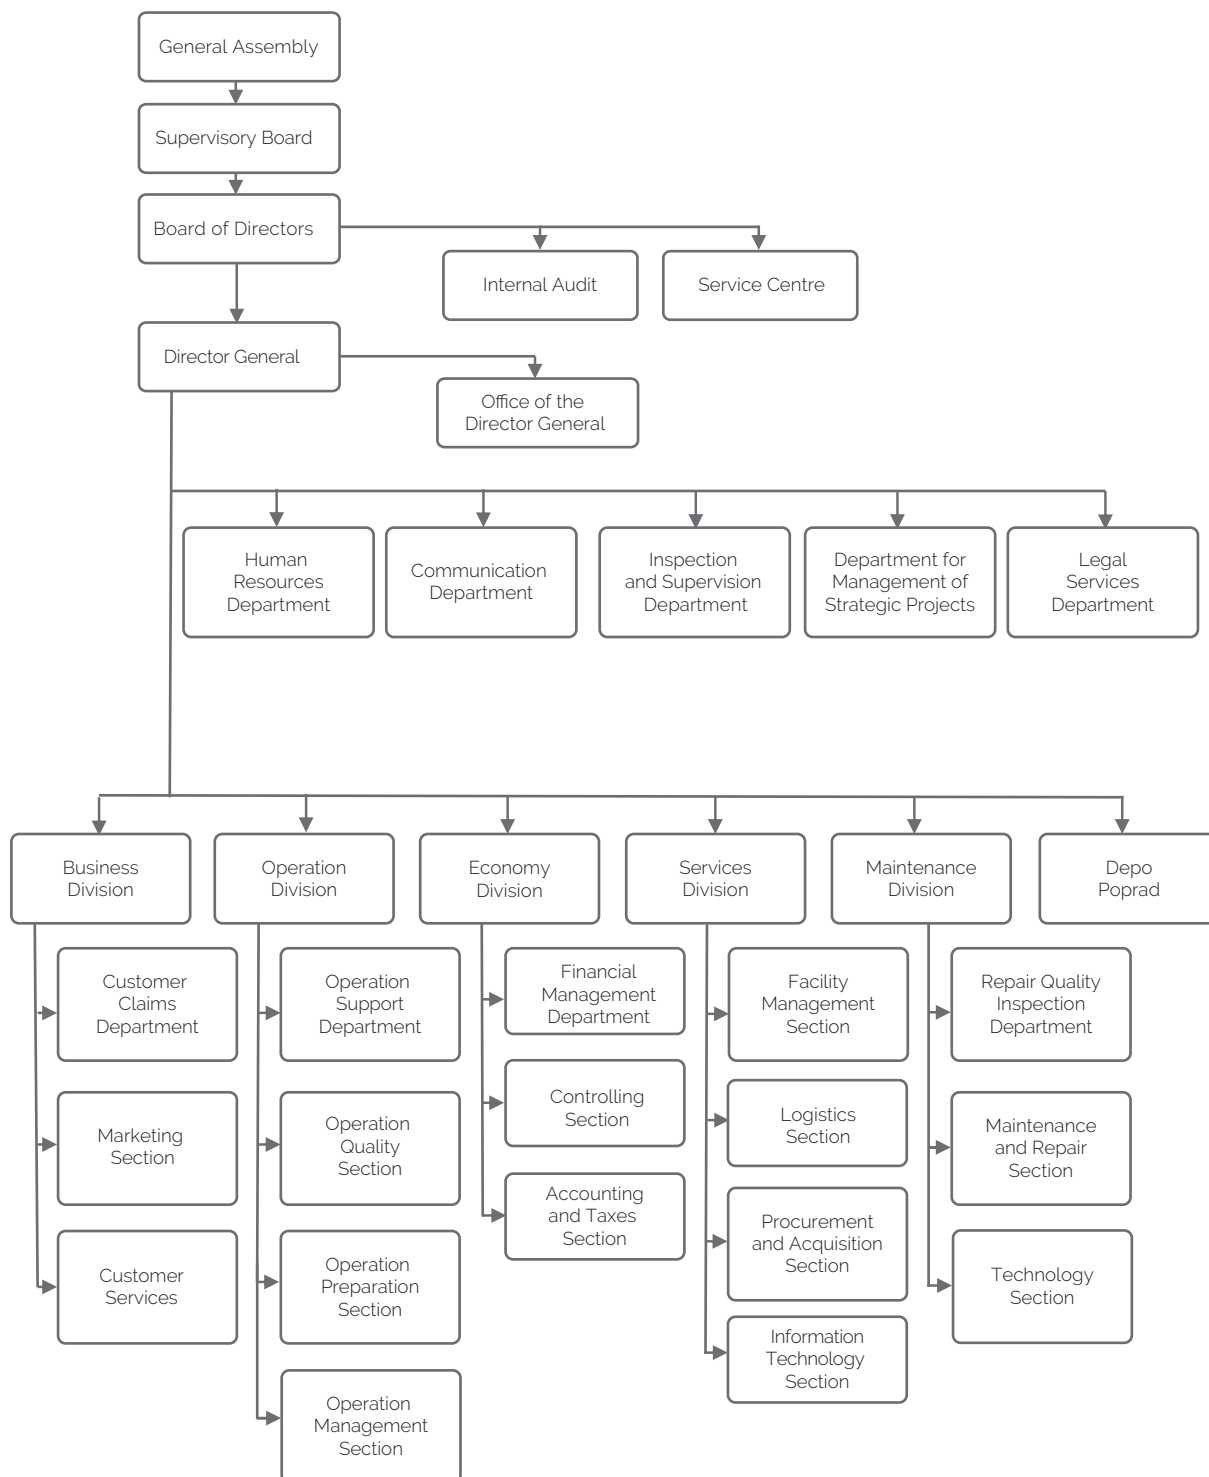 General Assembly
Supervisory Board
Board of Directors
Internal Audit
Service Centre
Director General
Office of the
Director General
Human
Resources
Department
Communication
Department
Inspection
and Supervision
Department
Department for
Management of
Strategic Projects
Legal
Services
Department
Business
Division
Operation
Division
Economy
Division
Services
Division
Maintenance
Division
Depo
Poprad
Customer
Claims
Department
Marketing
Section
Customer
Services
Operation
Support
Department
Operation
Quality
Section
Operation
Preparation
Section
Operation
Management
Section
Financial
Management
Department
Controlling
Section
Accounting
and Taxes
Section
Facility
Management
Section
Logistics
Section
Procurement
and Acquisition
Section
Information
Technology
Section
Repair Quality
Inspection
Department
Maintenance
and Repair
Section
Technology
Section